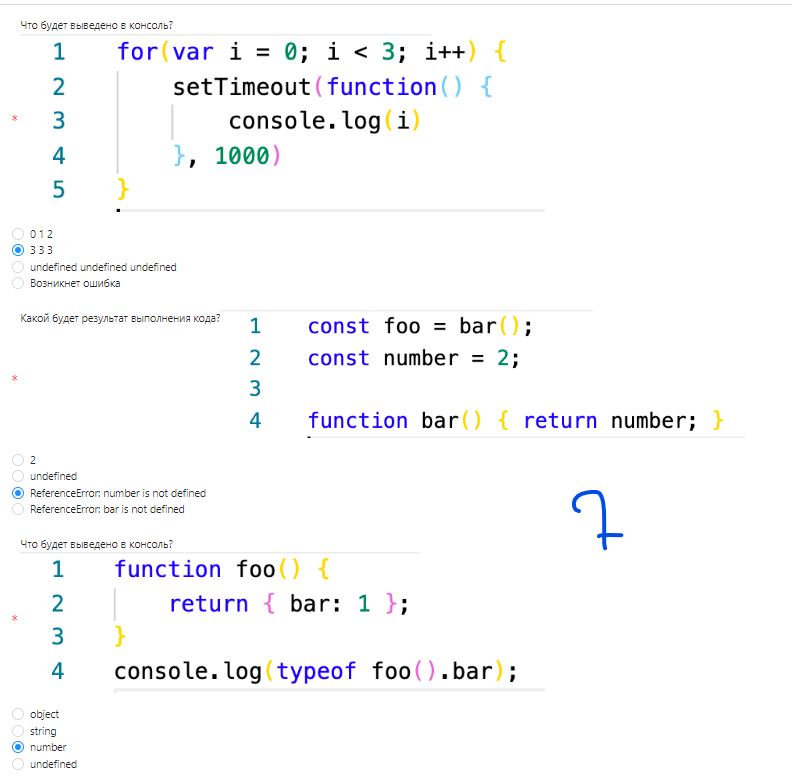 Что будет выведено в консоль?
1 for(var i = 0; i < 3; i++) {
2 setTimeout(function() {
* 3 console.log(i)
4 }, 1000)
5 }
0 1 2
3 3 3
undefined undefined undefined
Возникнет ошибка
Какой будет результат выполнения кода?
1 const foo = bar();
2 const number = 2;
* 3
4 function bar() { return number; }
2
undefined
ReferenceError: number is not defined
ReferenceError: bar is not defined
7
Что будет выведено в консоль?
1 function foo() {
* 2 return { bar: 1 };
3 }
4 console.log(typeof foo().bar);
object
string
number
undefined